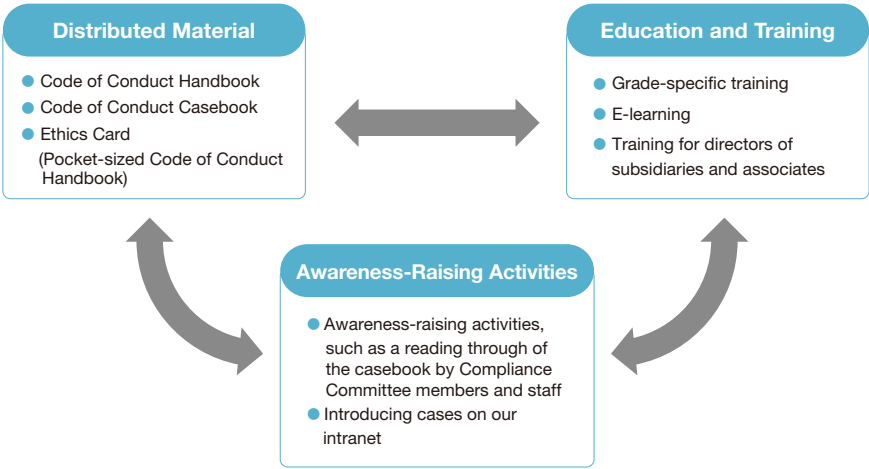 Distributed Material
Code of Conduct Handbook
Code of Conduct Casebook
Ethics Card
(Pocket-sized Code of Conduct
Handbook)
Education and Training
Grade-specific training
E-learning
Training for directors of
subsidiaries and associates
Awareness-Raising Activities
Awareness-raising activities,
such as a reading through of
the casebook by Compliance
Committee members and staff
Introducing cases on our
intranet